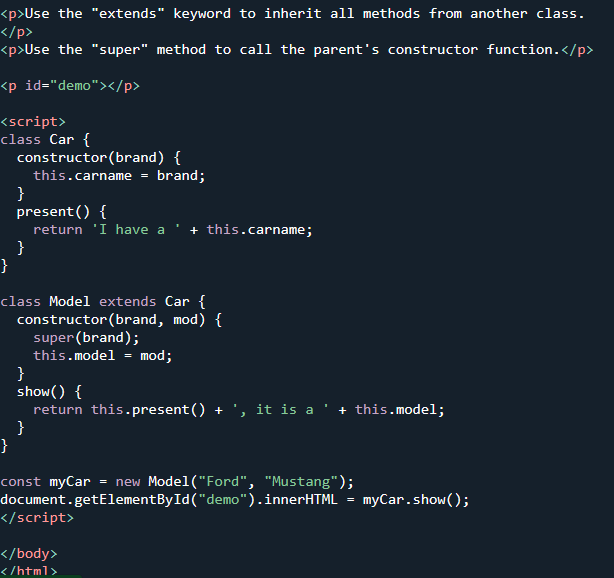 <p>Use the "extends" keyword to inherit all methods from another class.
</p>
<p>Use the "super" method to call the parent's constructor function.</p>

<p id="demo"></p>

<script>
class Car {
  constructor(brand) {
    this.carname = brand;
  }
  present() {
    return 'I have a ' + this.carname;
  }
}

class Model extends Car {
  constructor(brand, mod) {
    super(brand);
    this.model = mod;
  }
  show() {
    return this.present() + ', it is a ' + this.model;
  }
}

const myCar = new Model("Ford", "Mustang");
document.getElementById("demo").innerHTML = myCar.show();
</script>

</body>
</html>